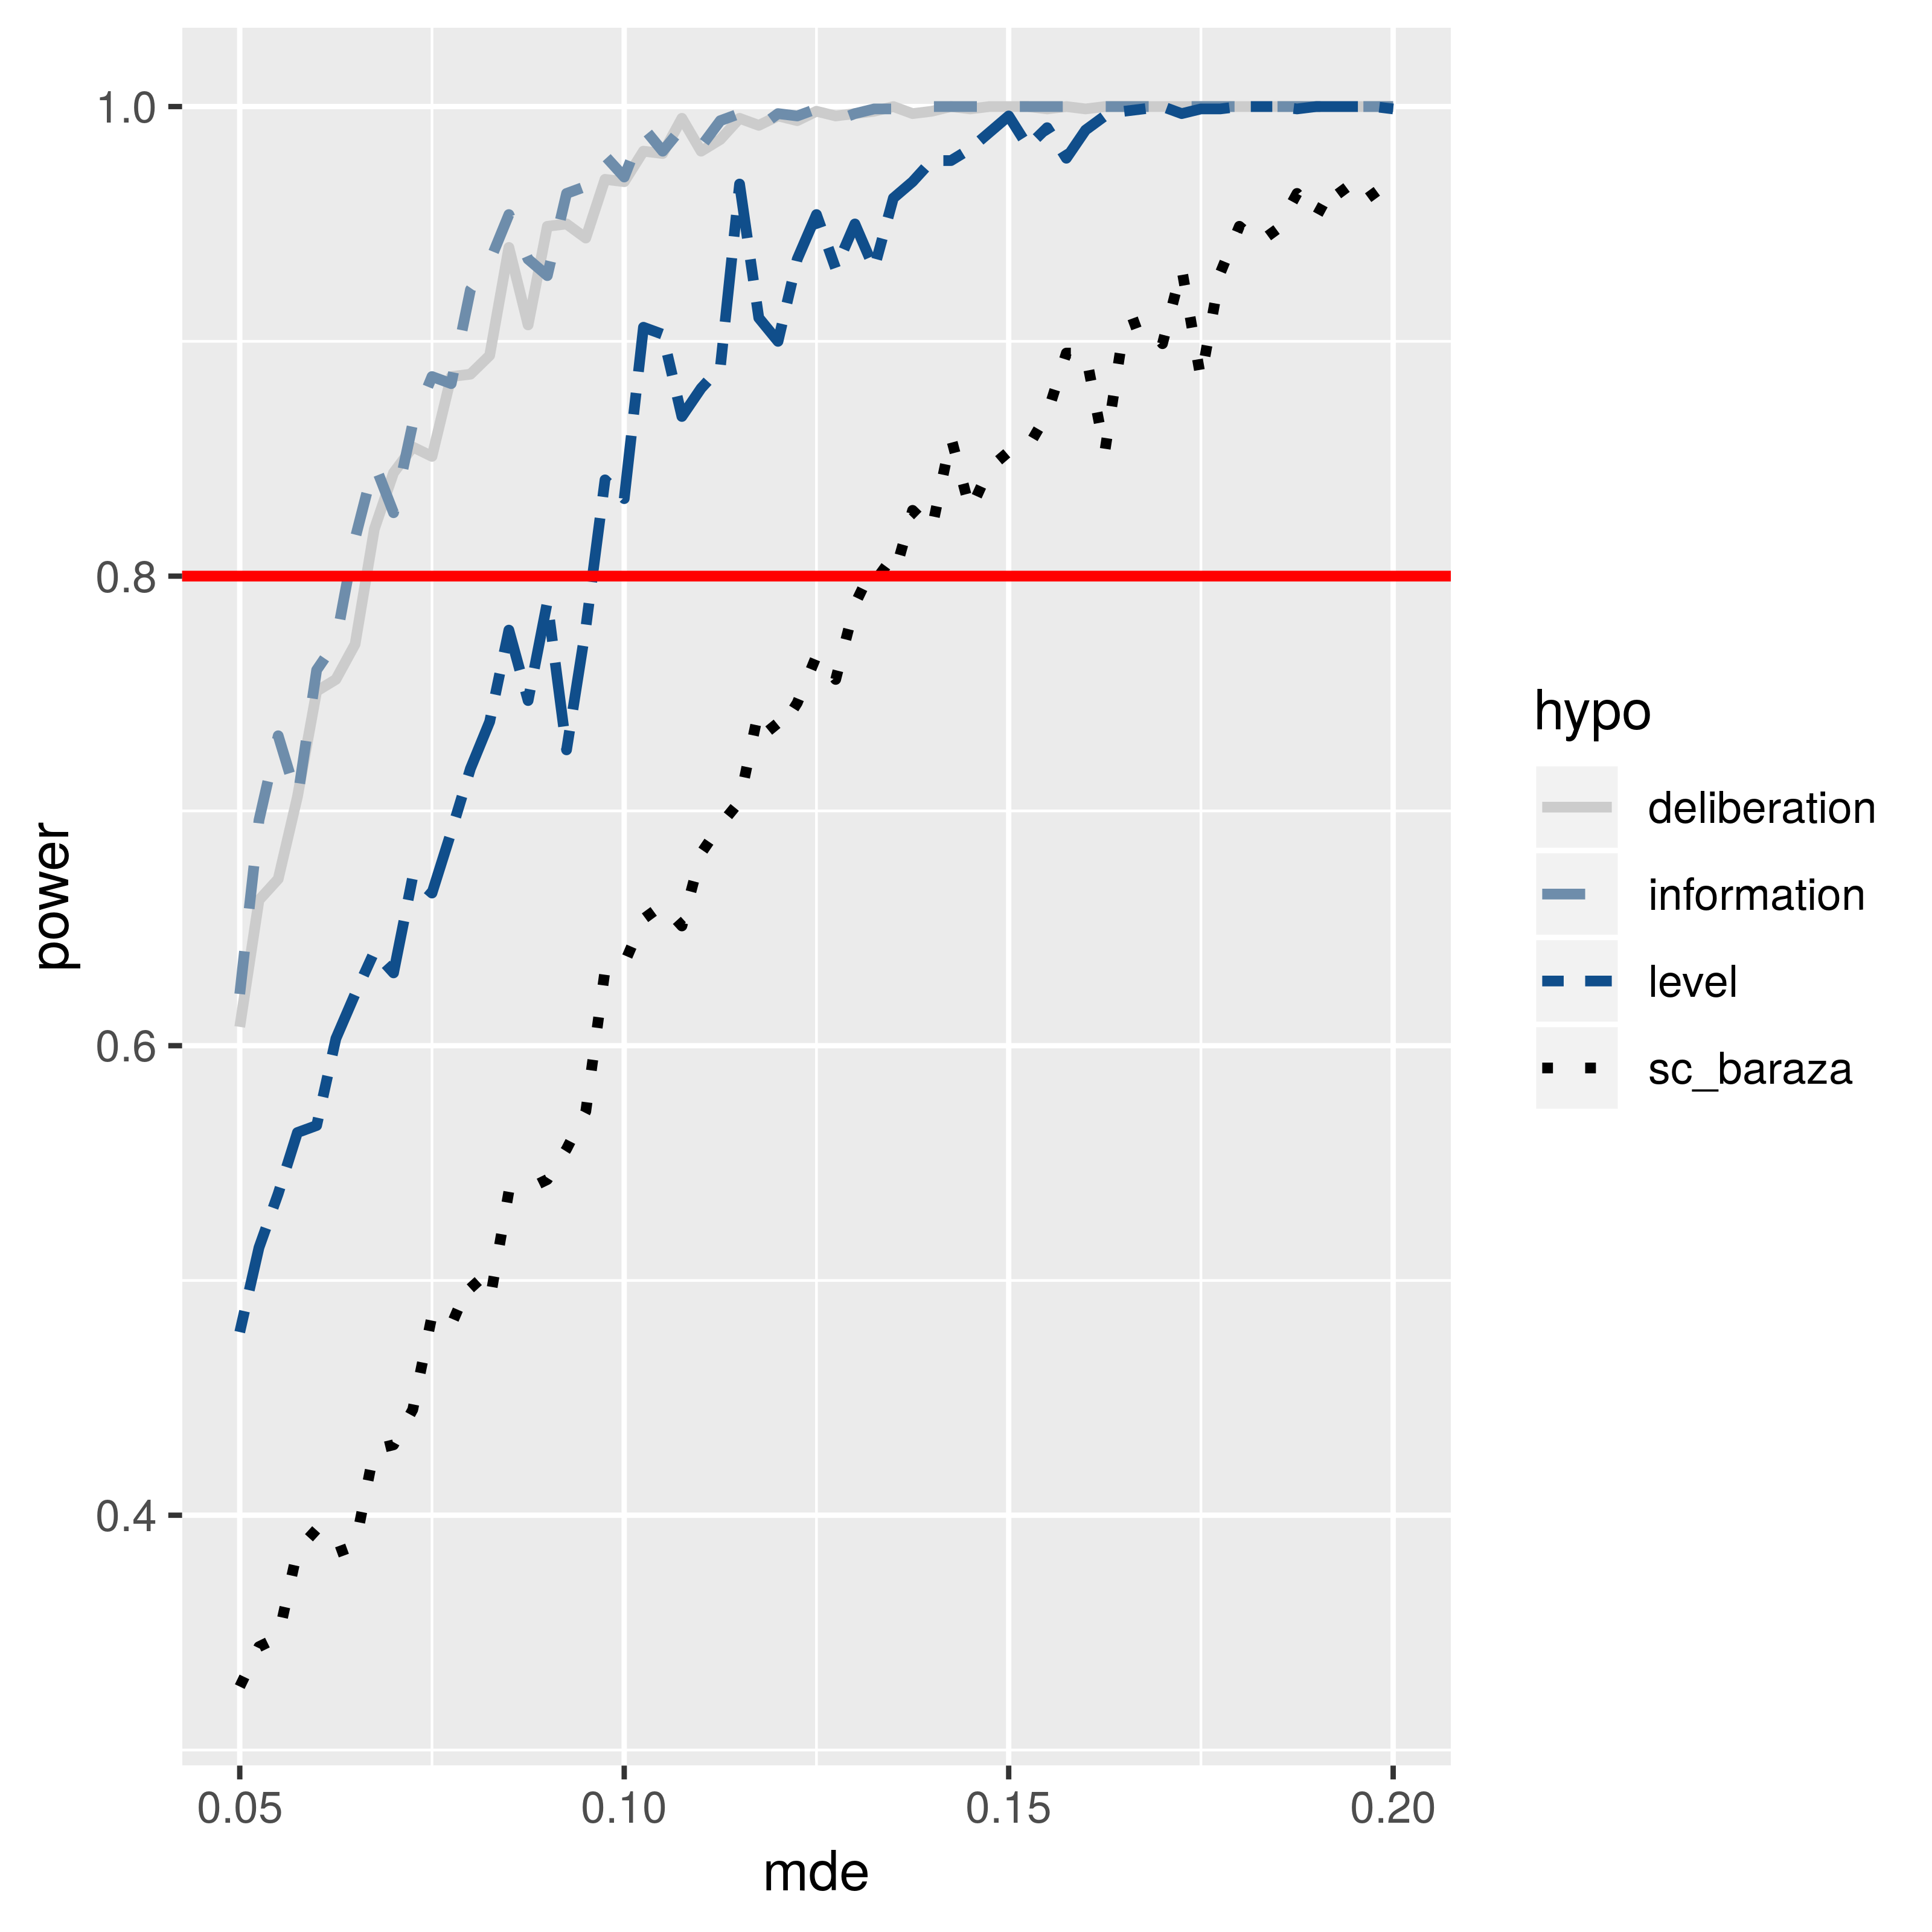 1.0
0.8
0.6
0.4
power
0.05 0.10 0.15 0.20
mde
hypo
deliberation
information
level
sc_baraza